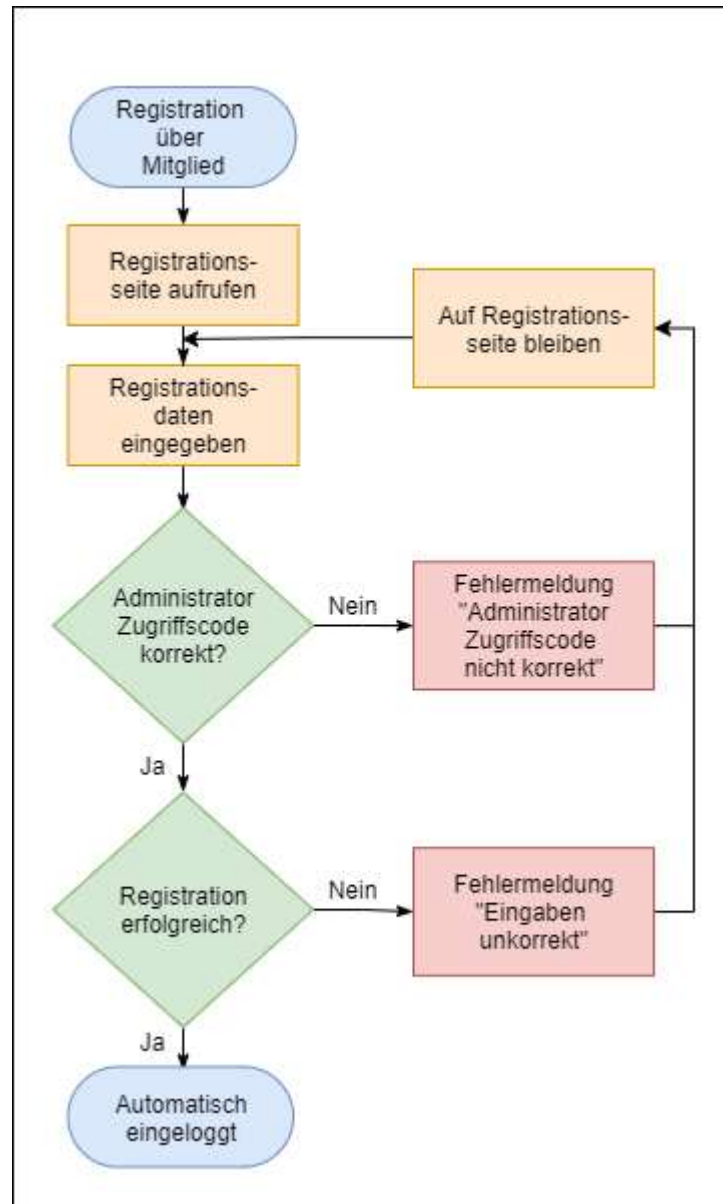 Registration
über
Mitglied
Registrations-
seite aufrufen
Auf Registrations-
seite bleiben
Registrations-
daten
eingegeben
Administrator
Zugriffscode
korrekt?
Nein
Fehlermeldung
"Administrator
Zugriffscode
nicht korrekt"
Ja
Registration
erfolgreich?
Nein
Fehlermeldung
"Eingaben
unkorrekt"
Ja
Automatisch
eingeloggt